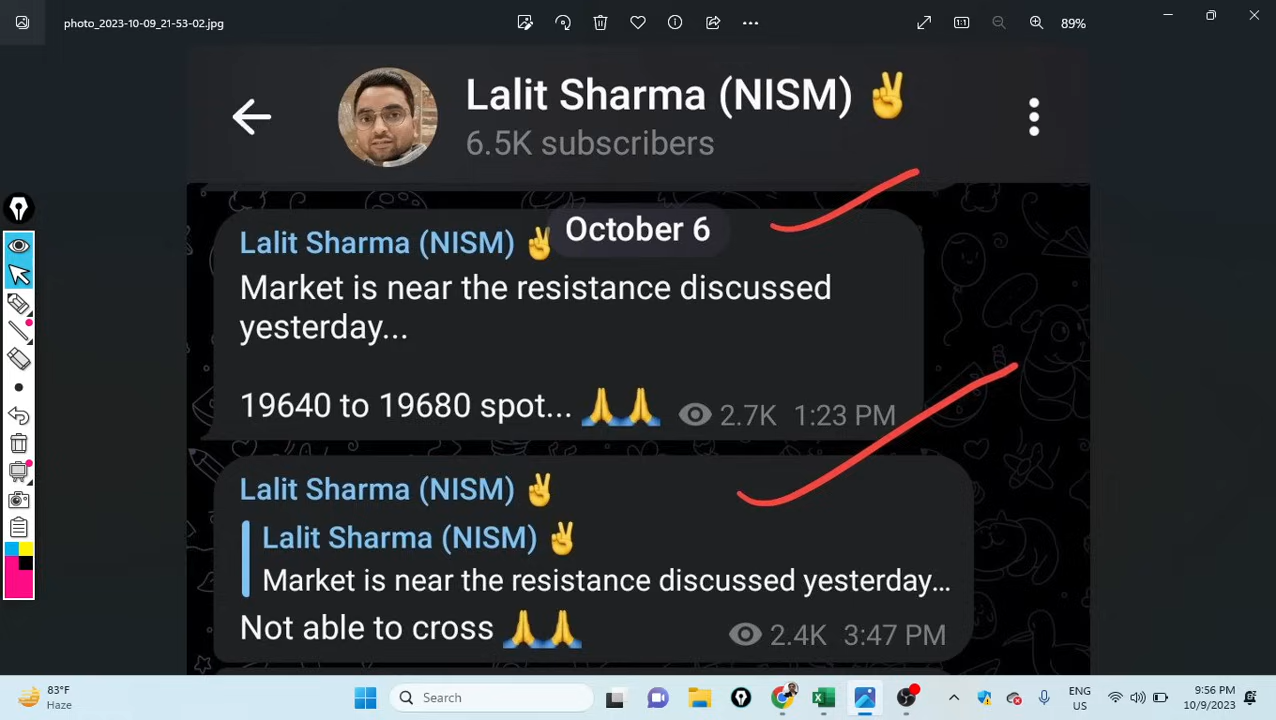 photo_2023-10-09_21-53-02.jpg
89%
Lalit Sharma (NISM) ✌️
6.5K subscribers
October 6
Lalit Sharma (NISM) ✌️
Market is near the resistance discussed
yesterday...
19640 to 19680 spot... 🙏🙏 2.7K 1:23 PM
Lalit Sharma (NISM) ✌️
Lalit Sharma (NISM) ✌️
Market is near the resistance discussed yesterday...
Not able to cross 🙏🙏 2.4K 3:47 PM
83°F
Haze
Search
ENG
US
9:56 PM
10/9/2023